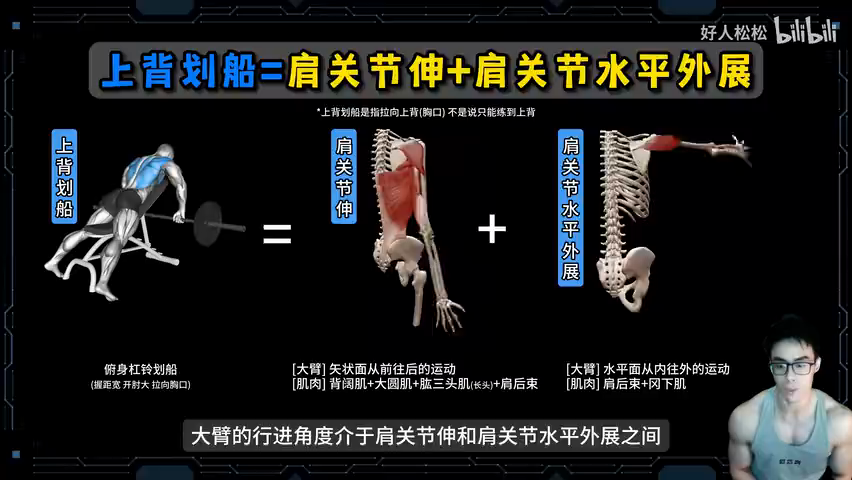 好人松松 bilibili
上背划船=肩关节伸+肩关节水平外展
*上背划船是指拉向上背(胸口) 不是说只能练到上背
上背划船
=
肩关节伸
+
肩关节水平外展
俯身杠铃划船
(握距宽 开肘大 拉向胸口)
[大臂] 矢状面从前往后的运动
[肌肉] 背阔肌+大圆肌+肱三头肌(长头)+肩后束
[大臂] 水平面从内往外的运动
[肌肉] 肩后束+冈下肌
大臂的行进角度介于肩关节伸和肩关节水平外展之间